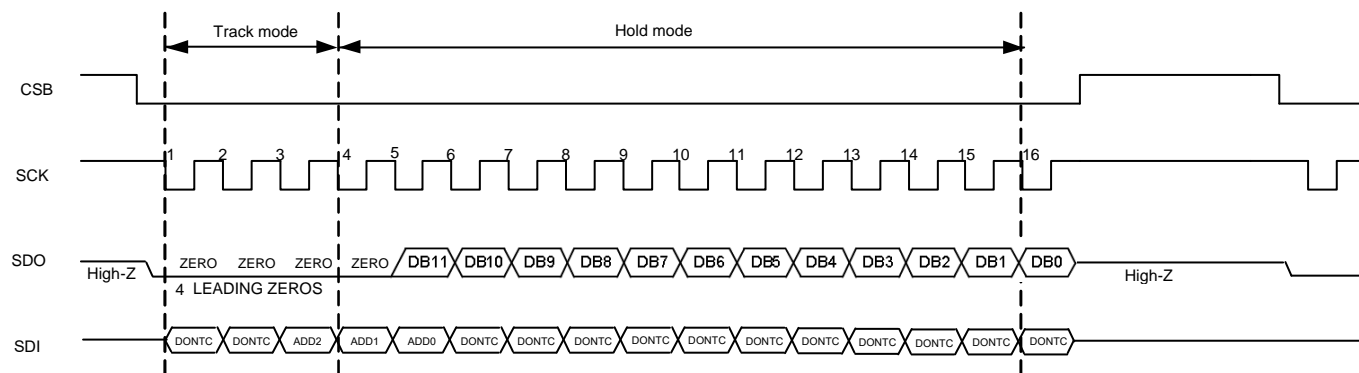 Track mode Hold mode
CSB
1 2 3 4 5 6 7 8 9 10 11 12 13 14 15 16
SCK
SDO ZERO ZERO ZERO ZERO DB11 DB10 DB9 DB8 DB7 DB6 DB5 DB4 DB3 DB2 DB1 DB0
High-Z High-Z
4 LEADING ZEROS
SDI DONTC DONTC ADD2 ADD1 ADD0 DONTC DONTC DONTC DONTC DONTC DONTC DONTC DONTC DONTC DONTC DONTC